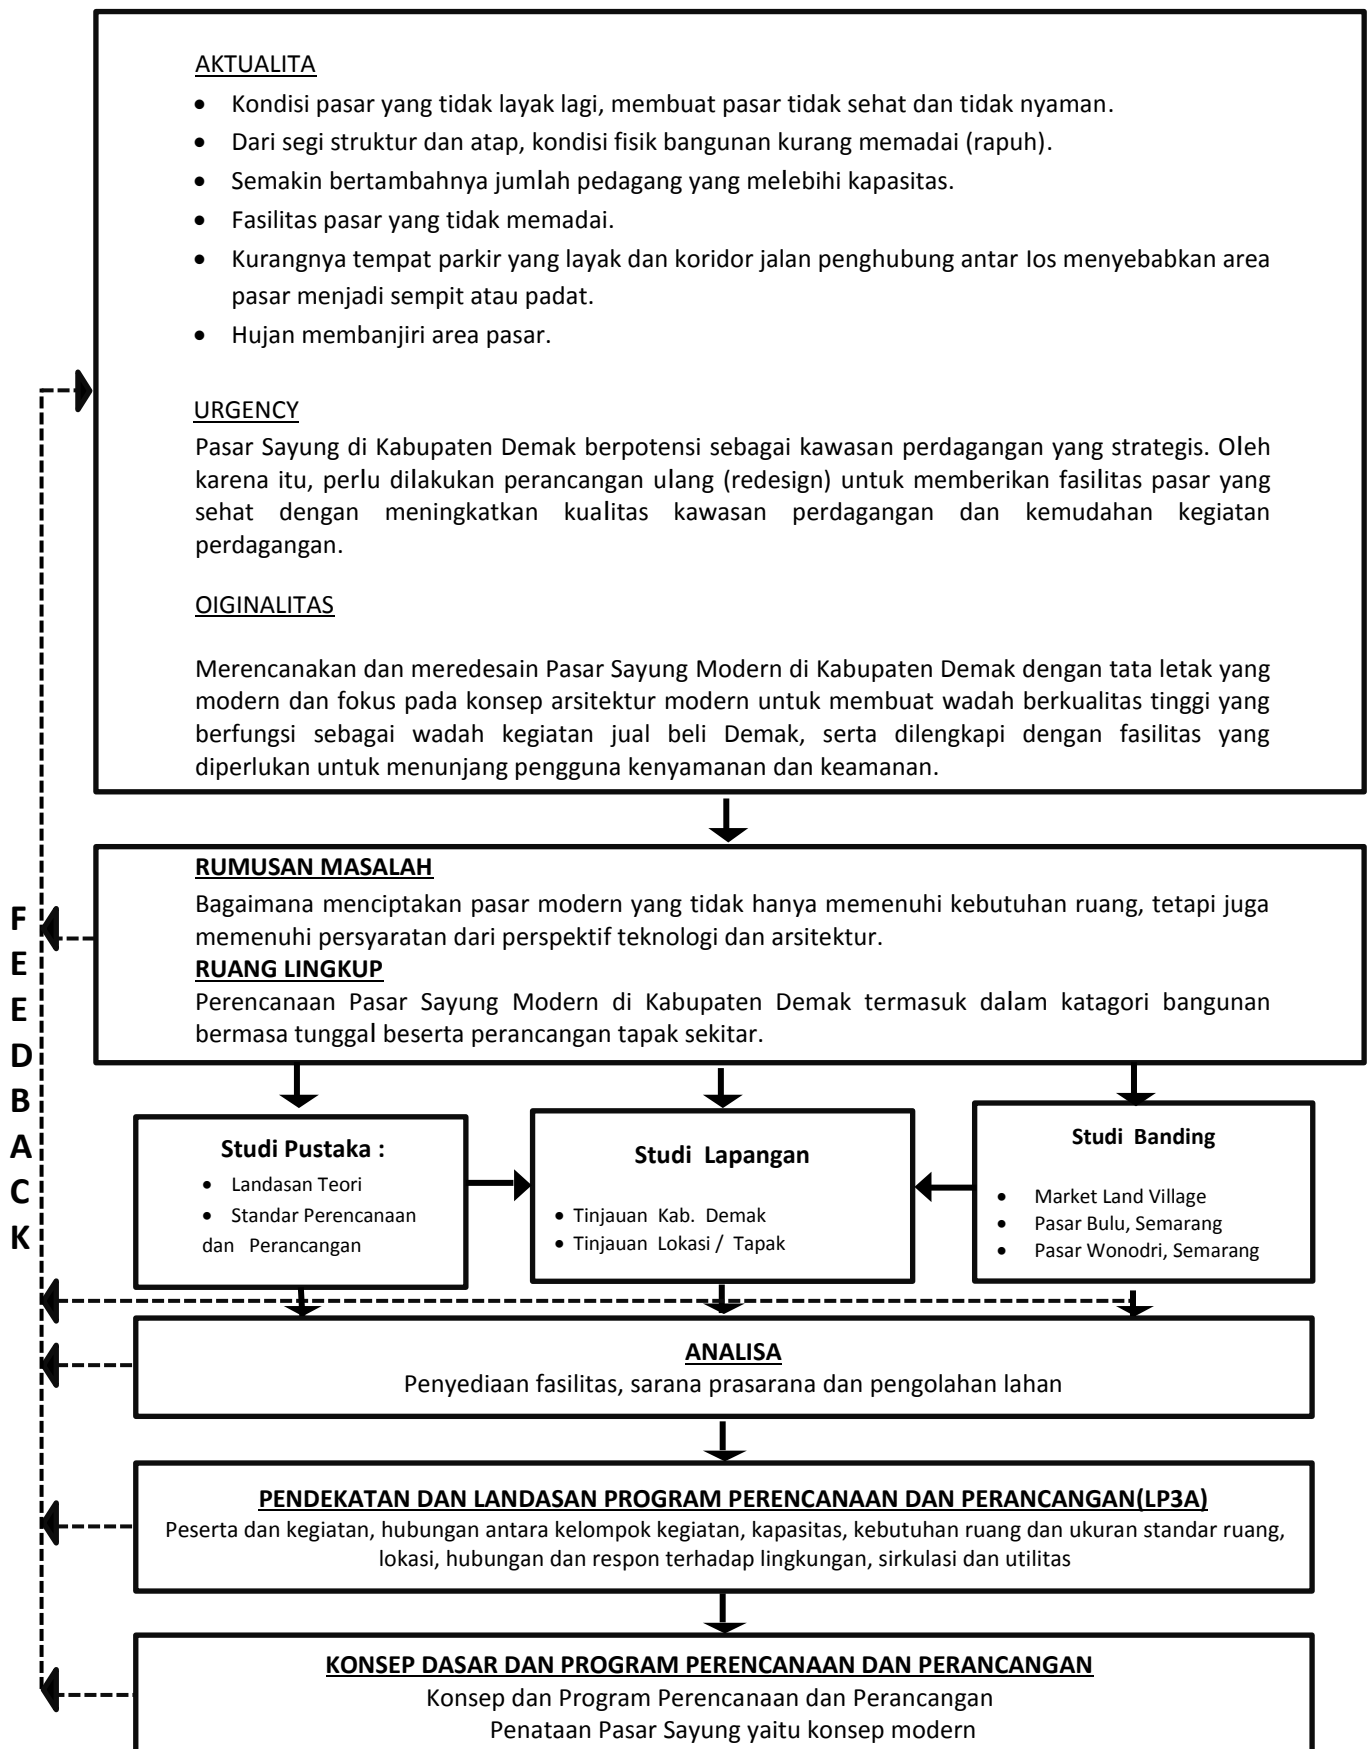 AKTUALITA
• Kondisi pasar yang tidak layak lagi, membuat pasar tidak sehat dan tidak nyaman.
• Dari segi struktur dan atap, kondisi fisik bangunan kurang memadai (rapuh).
• Semakin bertambahnya jumlah pedagang yang melebihi kapasitas.
• Fasilitas pasar yang tidak memadai.
• Kurangnya tempat parkir yang layak dan koridor jalan penghubung antar Ios menyebabkan area
pasar menjadi sempit atau padat.
• Hujan membanjiri area pasar.
URGENCY
Pasar Sayung di Kabupaten Demak berpotensi sebagai kawasan perdagangan yang strategis. Oleh
karena itu, perlu dilakukan perancangan ulang (redesign) untuk memberikan fasilitas pasar yang
sehat dengan meningkatkan kualitas kawasan perdagangan dan kemudahan kegiatan
perdagangan.
OIGINALITAS
Merencanakan dan meredesain Pasar Sayung Modern di Kabupaten Demak dengan tata letak yang
modern dan fokus pada konsep arsitektur modern untuk membuat wadah berkualitas tinggi yang
berfungsi sebagai wadah kegiatan jual beli Demak, serta dilengkapi dengan fasilitas yang
diperlukan untuk menunjang pengguna kenyamanan dan keamanan.
RUMUSAN MASALAH
Bagaimana menciptakan pasar modern yang tidak hanya memenuhi kebutuhan ruang, tetapi juga
memenuhi persyaratan dari perspektif teknologi dan arsitektur.
RUANG LINGKUP
Perencanaan Pasar Sayung Modern di Kabupaten Demak termasuk dalam katagori bangunan
bermasa tunggal beserta perancangan tapak sekitar.
F
E
E
D
B
A
C
K
Studi Pustaka :
• Landasan Teori
• Standar Perencanaan
dan Perancangan
Studi Lapangan
• Tinjauan Kab. Demak
• Tinjauan Lokasi / Tapak
Studi Banding
• Market Land Village
• Pasar Bulu, Semarang
• Pasar Wonodri, Semarang
ANALISA
Penyediaan fasilitas, sarana prasarana dan pengolahan lahan
PENDEKATAN DAN LANDASAN PROGRAM PERENCANAAN DAN PERANCANGAN(LP3A)
Peserta dan kegiatan, hubungan antara kelompok kegiatan, kapasitas, kebutuhan ruang dan ukuran standar ruang,
lokasi, hubungan dan respon terhadap lingkungan, sirkulasi dan utilitas
KONSEP DASAR DAN PROGRAM PERENCANAAN DAN PERANCANGAN
Konsep dan Program Perencanaan dan Perancangan
Penataan Pasar Sayung yaitu konsep modern